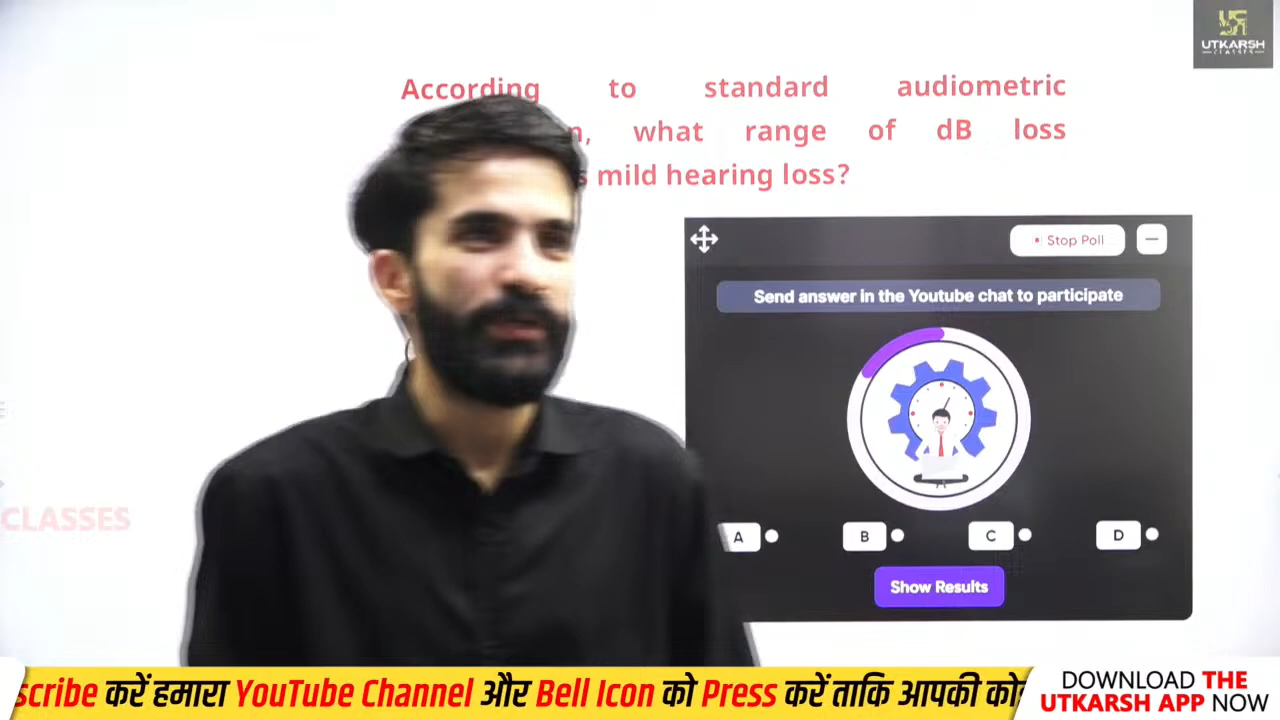 UTKARSH
CLASSES
According to standard audiometric
what range of dB loss
mild hearing loss?
Stop Poll
Send answer in the Youtube chat to participate
A B C D
Show Results
CLASSES
scribe करें हमारा YouTube Channel और Bell Icon को Press करें ताकि आपकी
DOWNLOAD THE
UTKARSH APP NOW